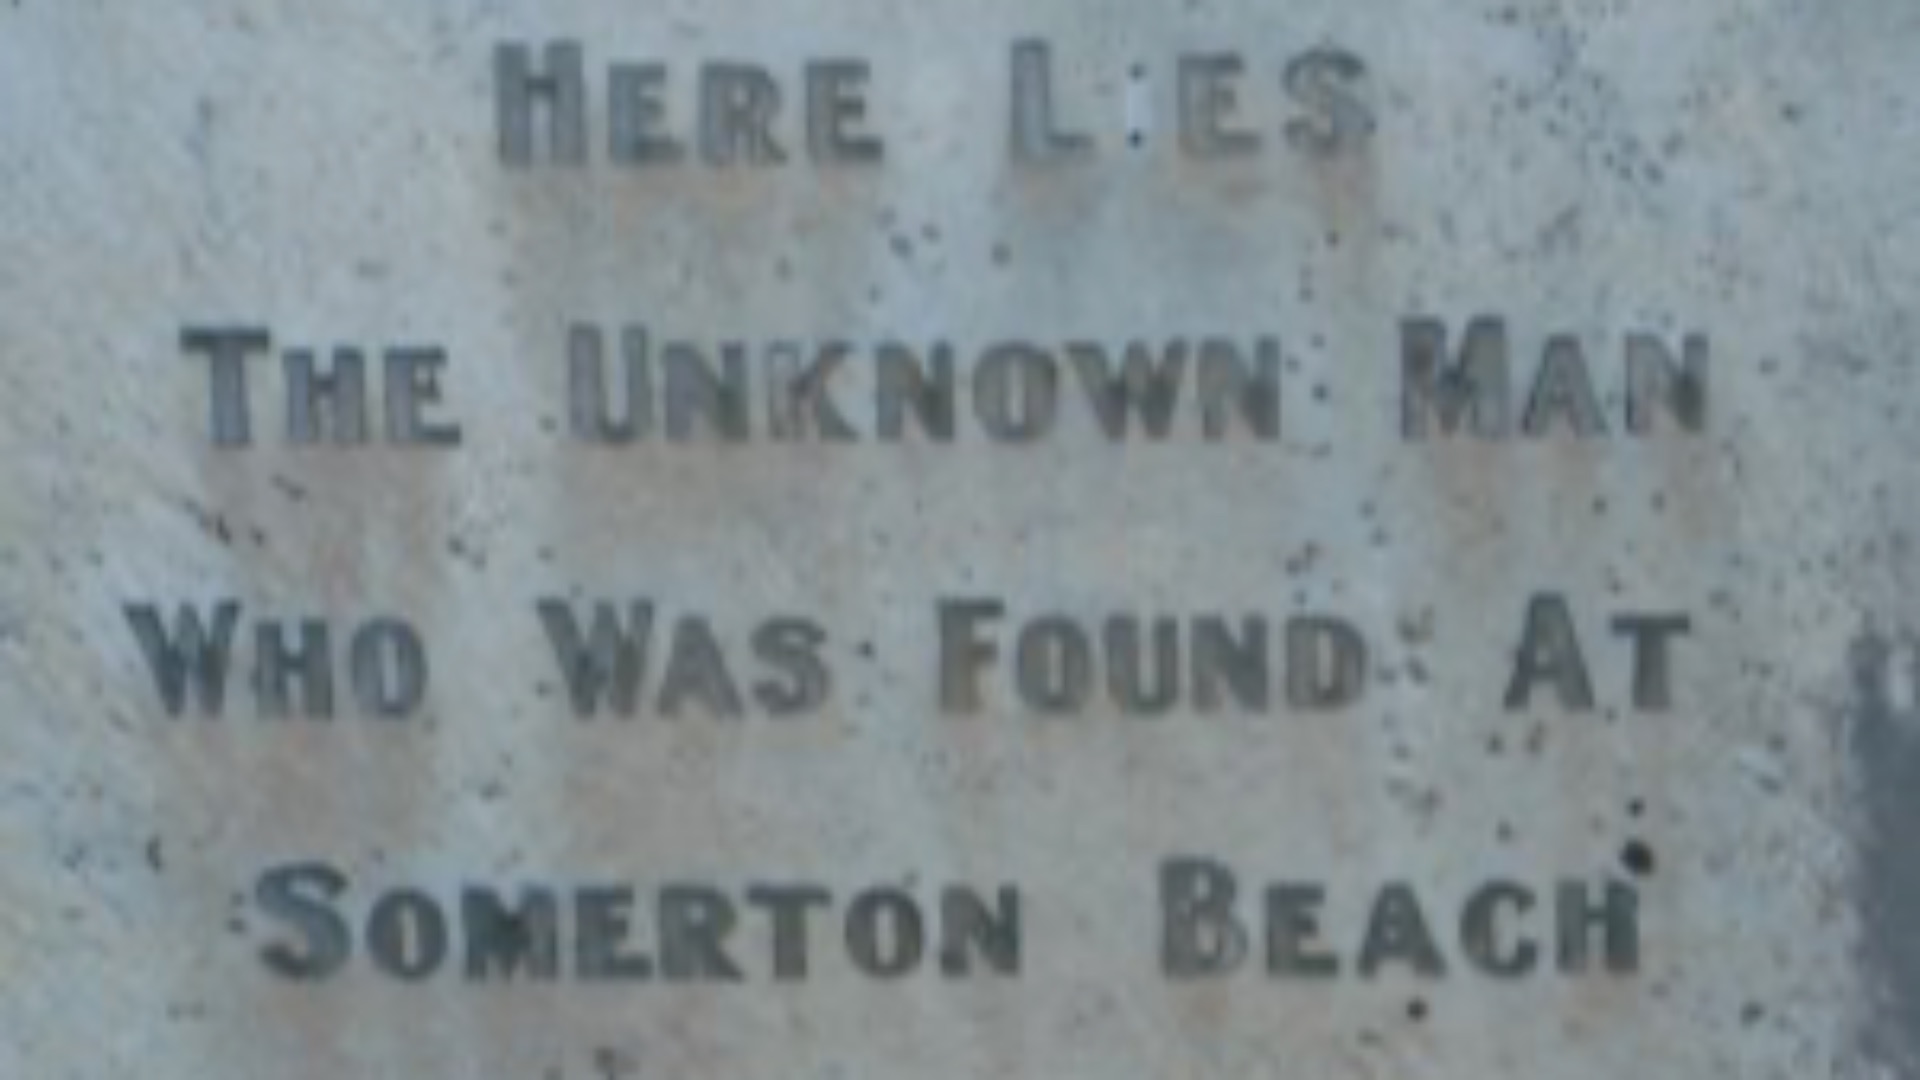 HERE LIES
THE UNKNOWN MAN
WHO WAS FOUND AT
SOMERTON BEACH